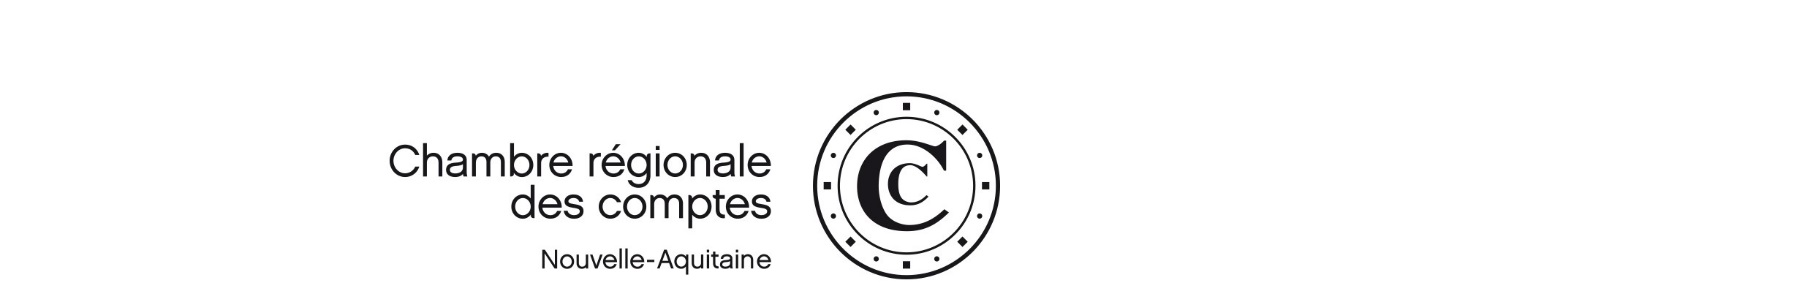 Chambre régionale
des comptes
Nouvelle-Aquitaine
CC